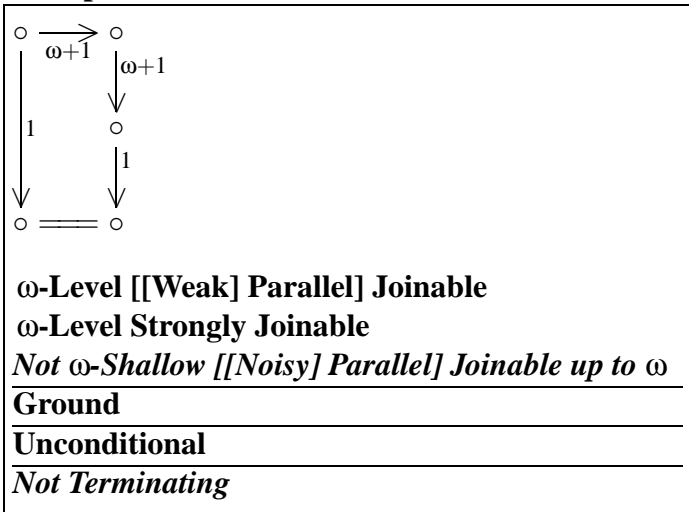 ω+1
ω+1
1
1
ω-Level [[Weak] Parallel] Joinable
ω-Level Strongly Joinable
Not ω-Shallow [[Noisy] Parallel] Joinable up to ω
Ground
Unconditional
Not Terminating